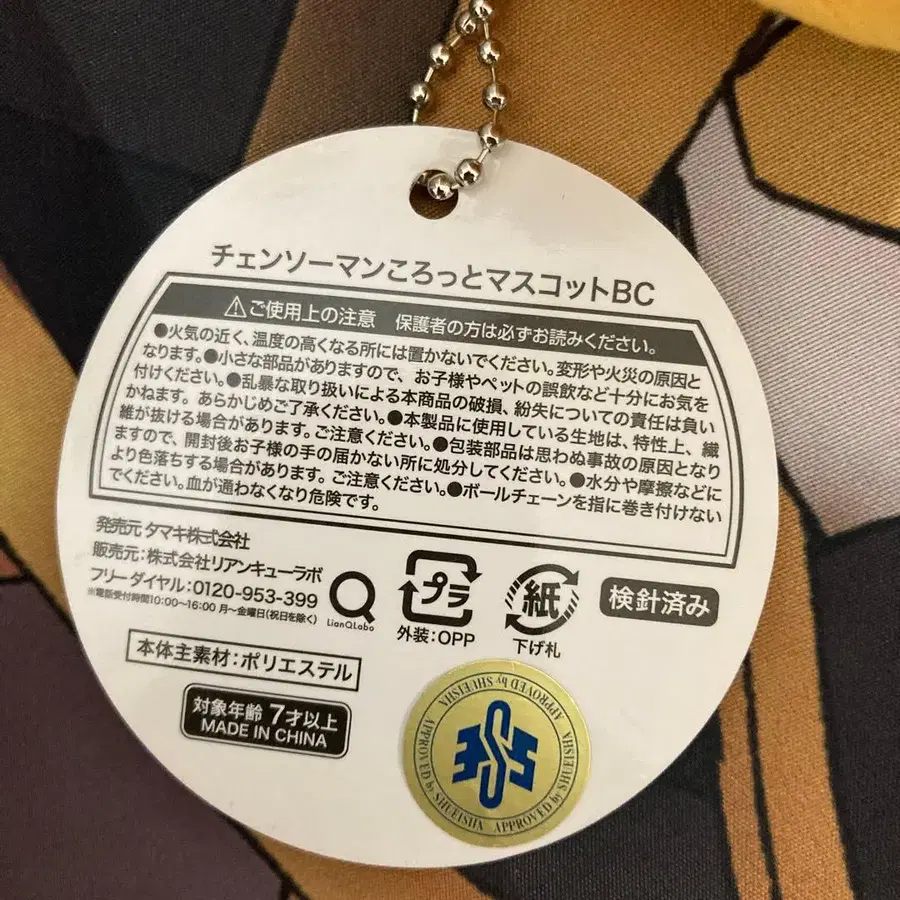 チェンソーマンころっとマスコットBC
⚠ご使用上の注意　保護者の方は必ずお読みください。
●火気の近く、温度の高くなる所には置かないでください。変形や火災の原因と
なります。●小さな部品がありますので、お子様やペットの誤飲など十分にお気を
付けください。●乱暴な取り扱いによる本商品の破損、紛失についての責任は負い
かねます。あらかじめご了承ください。●本製品に使用している生地は、特性上、繊
維が抜ける場合があります。ご注意ください。●包装部品は思わぬ事故の原因となり
ますので、開封後お子様の手の届かない所に処分してください。●水分や摩擦などに
より色落ちする場合があります。ご注意ください。●ボールチェーンを指に巻き付けない
でください。血が通わなくなり危険です。
発売元 タマキ株式会社
販売元:株式会社リアンキューラボ
フリーダイヤル:0120-953-399
※電話受付時間10:00〜16:00 月〜金曜日(祝日を除く)
LianQLabo
プラ
外装:OPP
紙
下げ札
検針済み
本体主素材:ポリエステル
対象年齢 7才以上
MADE IN CHINA
APPROVED by SHUEISHA APPROVED by SHUEISHA APPROVED by SHUEISHA